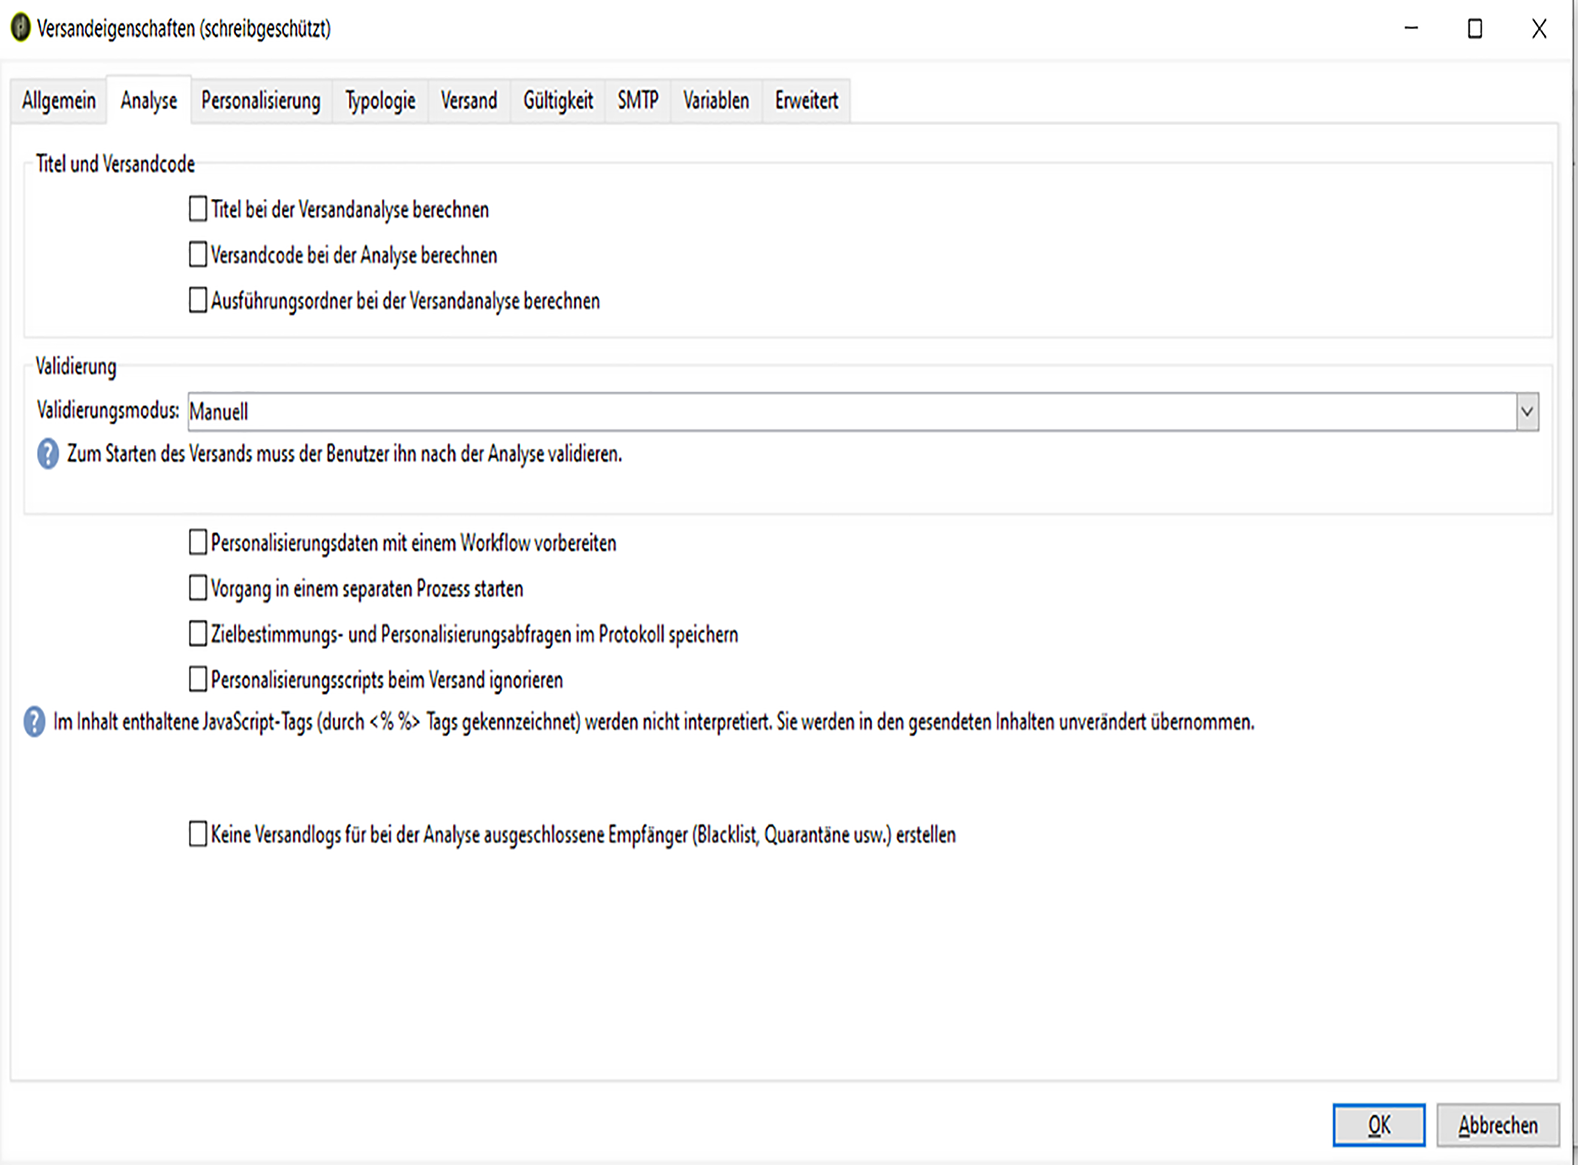 Versandeigenschaften (schreibgeschützt)
Allgemein Analyse Personalisierung Typologie Versand Gültigkeit SMTP Variablen Erweitert
Titel und Versandcode
Titel bei der Versandanalyse berechnen
Versandcode bei der Analyse berechnen
Ausführungsordner bei der Versandanalyse berechnen
Validierung
Validierungsmodus: Manuell
Zum Starten des Versands muss der Benutzer ihn nach der Analyse validieren.
Personalisierungsdaten mit einem Workflow vorbereiten
Vorgang in einem separaten Prozess starten
Zielbestimmungs- und Personalisierungsabfragen im Protokoll speichern
Personalisierungsscripts beim Versand ignorieren
Im Inhalt enthaltene JavaScript-Tags (durch <% %> Tags gekennzeichnet) werden nicht interpretiert. Sie werden in den gesendeten Inhalten unverändert übernommen.
Keine Versandlogs für bei der Analyse ausgeschlossene Empfänger (Blacklist, Quarantäne usw.) erstellen
OK Abbrechen